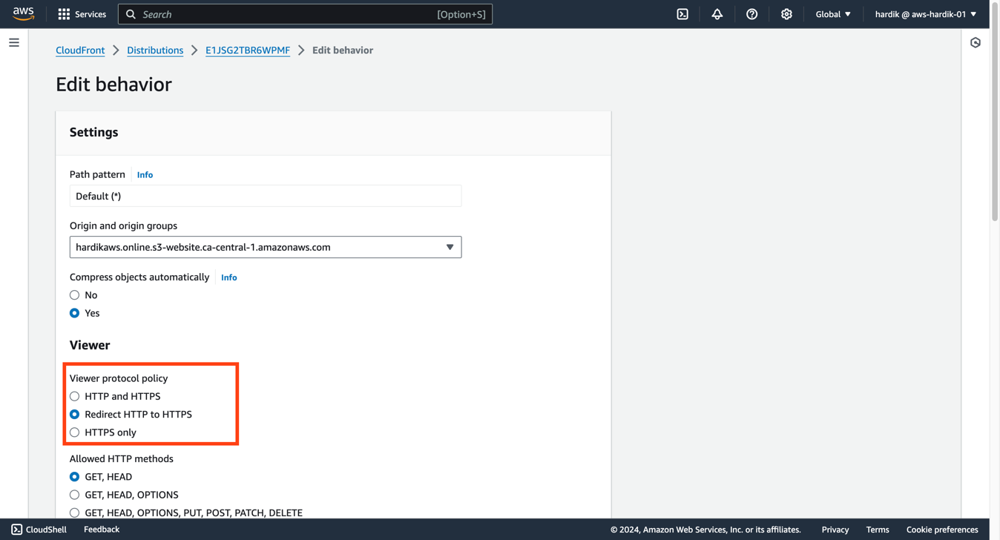 aws Services Search [Option+S] Global ▼ hardik @ aws-hardik-01 ▼
CloudFront > Distributions > E1JSG2TBR6WPMF > Edit behavior
Edit behavior
Settings
Path pattern Info
Default (*)
Origin and origin groups
hardikaws.online.s3-website.ca-central-1.amazonaws.com
Compress objects automatically Info
No
Yes
Viewer
Viewer protocol policy
HTTP and HTTPS
Redirect HTTP to HTTPS
HTTPS only
Allowed HTTP methods
GET, HEAD
GET, HEAD, OPTIONS
GET, HEAD, OPTIONS, PUT, POST, PATCH, DELETE
CloudShell Feedback © 2024, Amazon Web Services, Inc. or its affiliates. Privacy Terms Cookie preferences